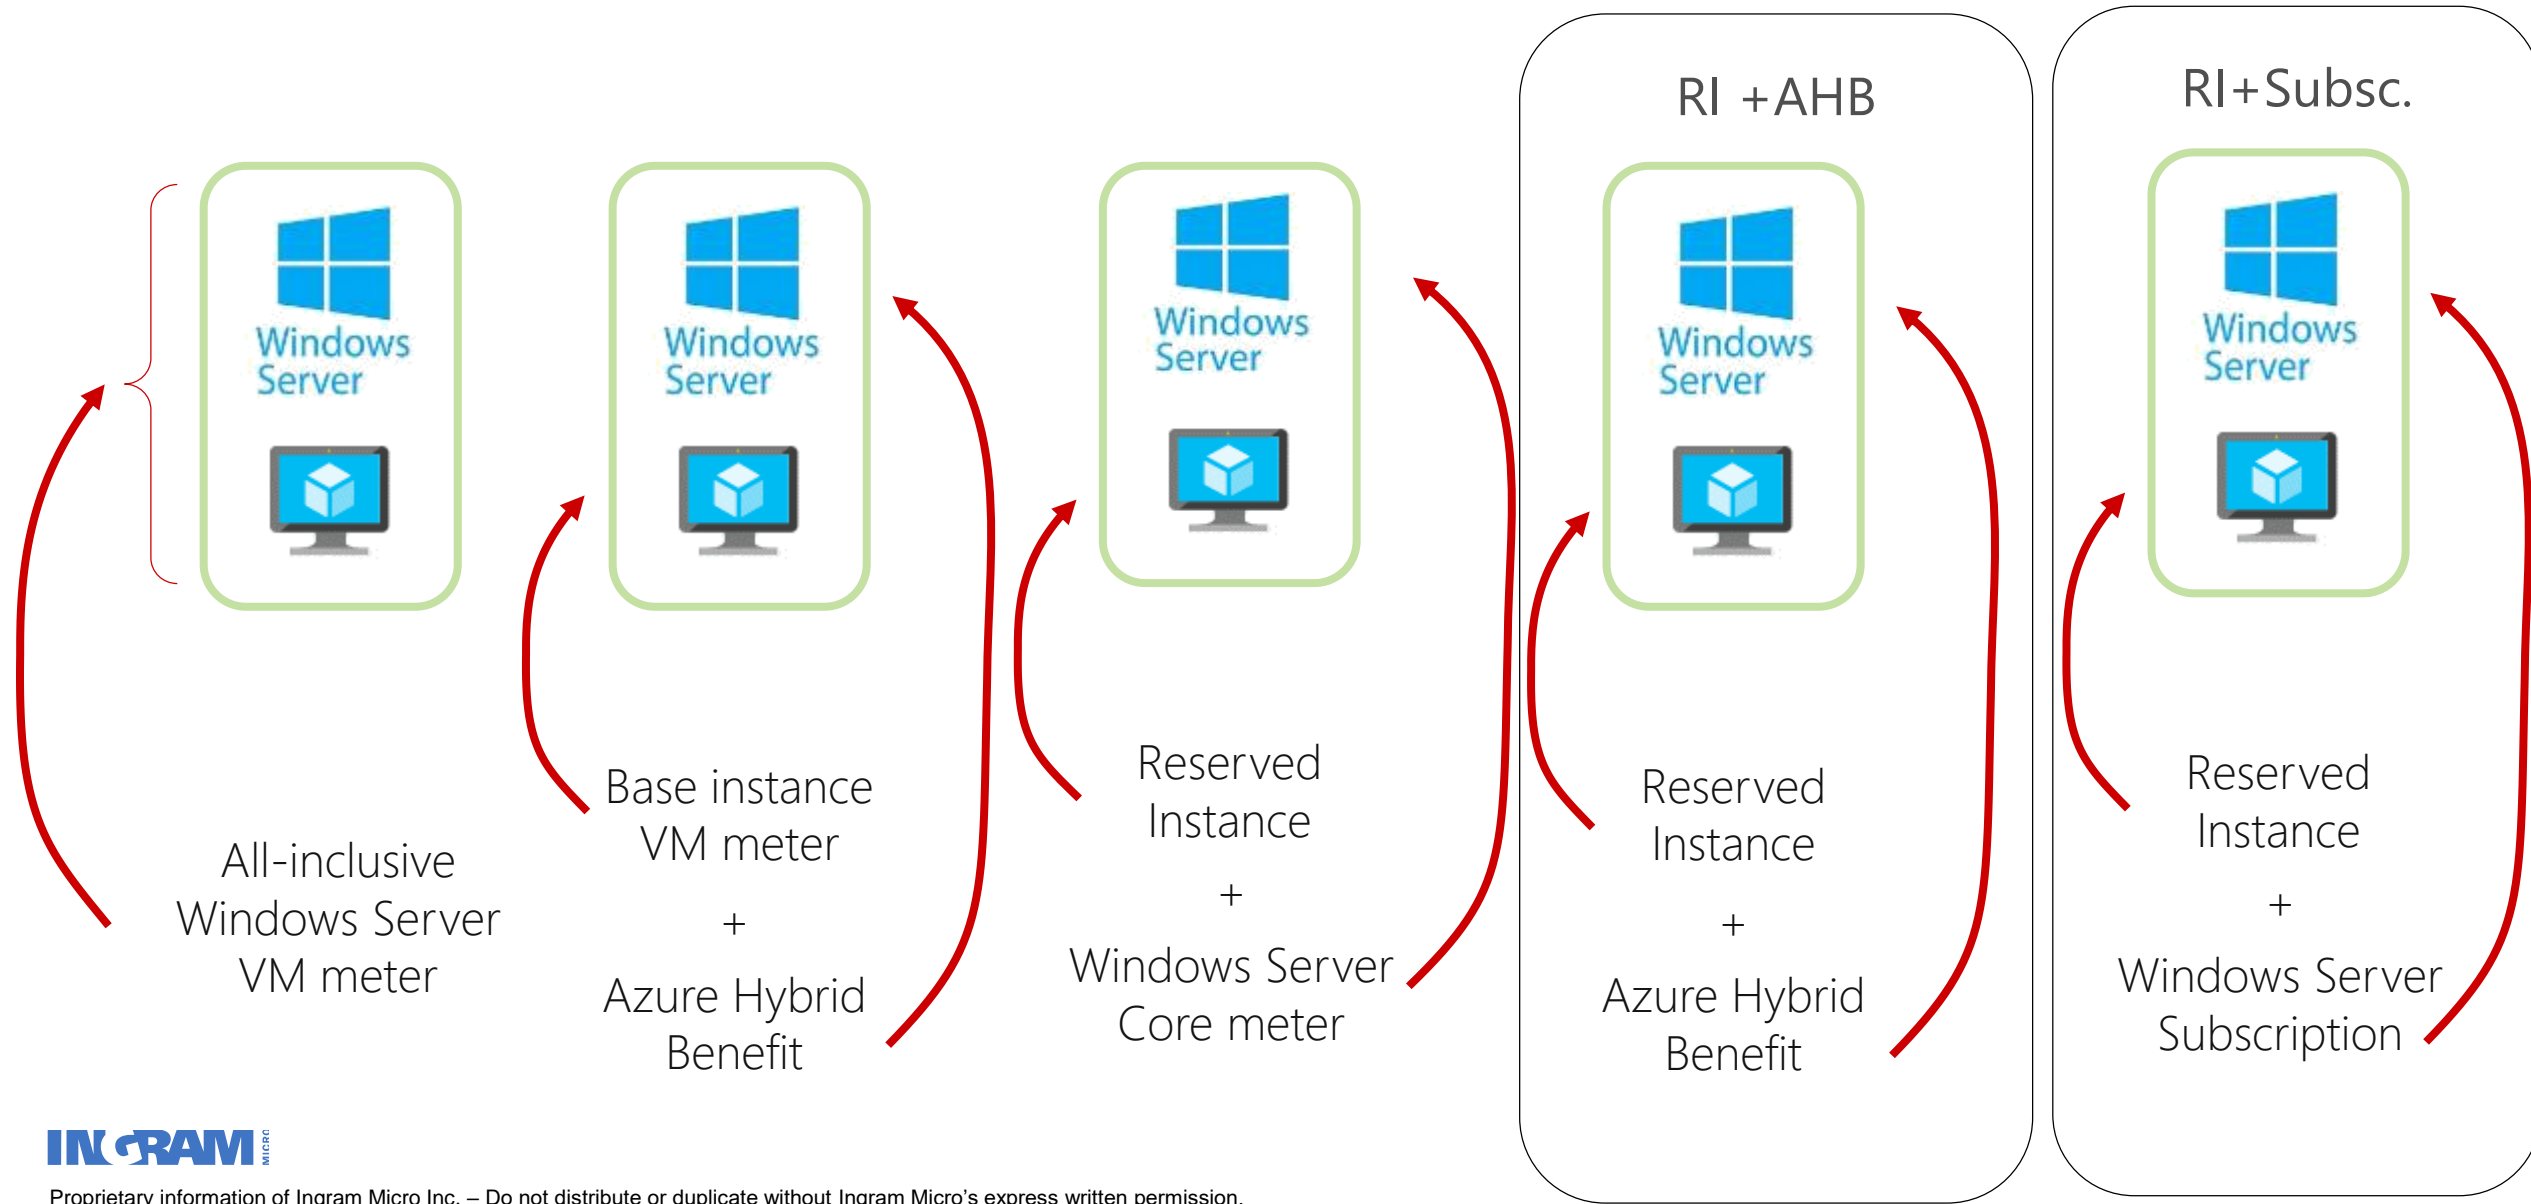 RI +AHB
RI+Subsc.
Windows
Server
Windows
Server
Windows
Server
Windows
Server
Windows
Server
All-inclusive
Windows Server
VM meter
Base instance
VM meter
+
Azure Hybrid
Benefit
Reserved
Instance
+
Windows Server
Core meter
Reserved
Instance
+
Azure Hybrid
Benefit
Reserved
Instance
+
Windows Server
Subscription
INGRAM MICRO
Proprietary information of Ingram Micro Inc. – Do not distribute or duplicate without Ingram Micro's express written permission.